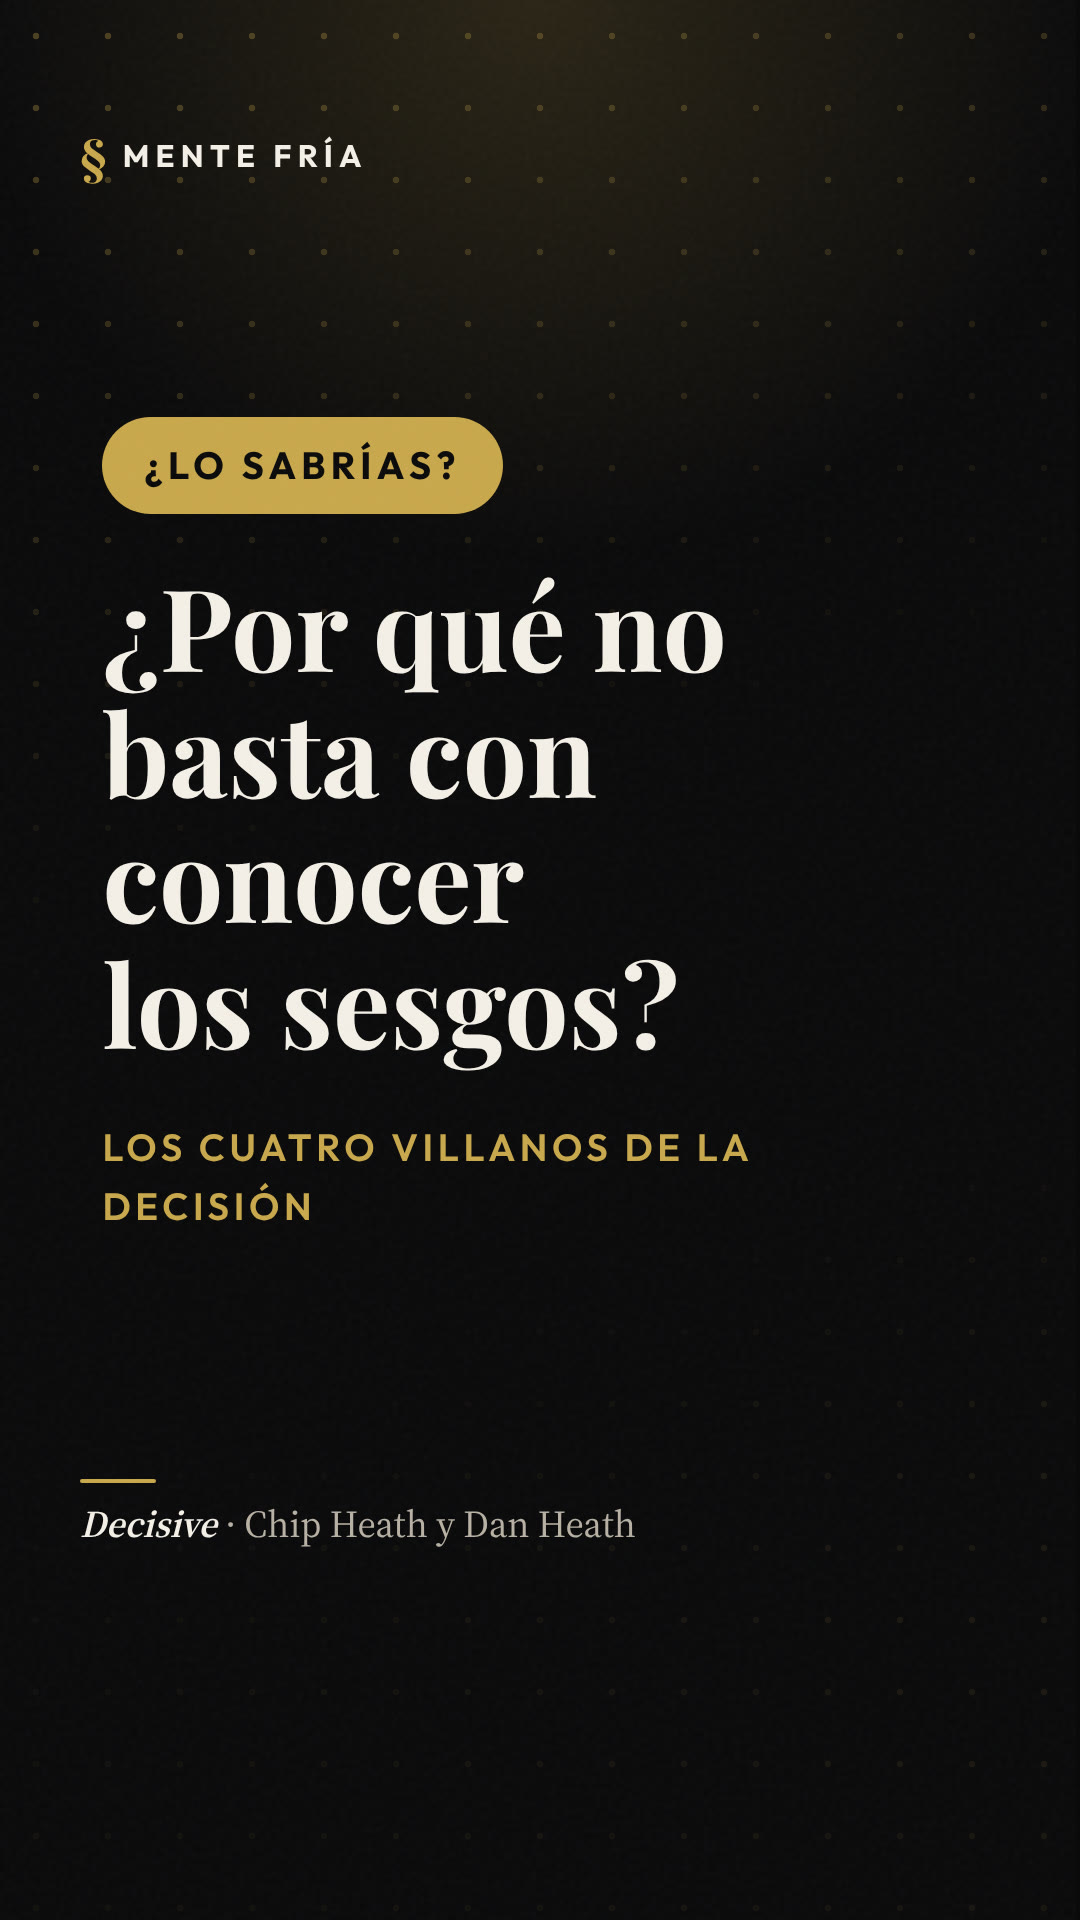 § MENTE FRÍA
¿LO SABRÍAS?
¿Por qué no
basta con
conocer
los sesgos?
LOS CUATRO VILLANOS DE LA
DECISIÓN
Decisive · Chip Heath y Dan Heath